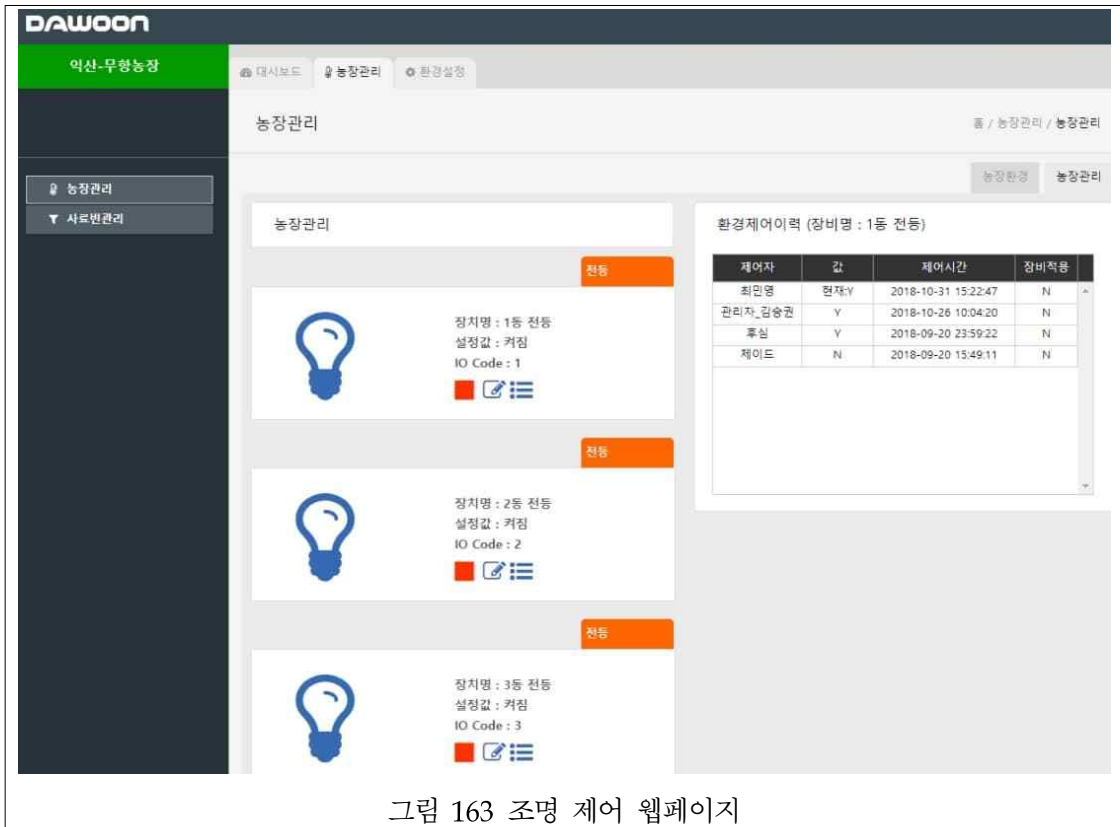 DAWOON
익산-무항농장
대시보드 농장관리 환경설정
농장관리
홈 / 농장관리 / 농장관리
농장환경 농장관리
농장관리
사료빈관리
농장관리
전등
장치명 : 1동 전등
설정값 : 켜짐
IO Code : 1
전등
장치명 : 2동 전등
설정값 : 켜짐
IO Code : 2
전등
장치명 : 3동 전등
설정값 : 켜짐
IO Code : 3
환경제어이력 (장비명 : 1동 전등)
제어자 값 제어시간 장비적용
최민영 현재:Y 2018-10-31 15:22:47 N
관리자_김승권 Y 2018-10-26 10:04:20 N
후실 Y 2018-09-20 23:59:22 N
제이드 N 2018-09-20 15:49:11 N
그림 163 조명 제어 웹페이지